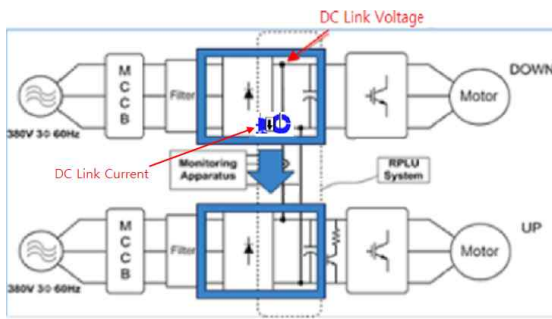 DC Link Voltage
DOWN
M
C
C
B
Filter
Motor
380V 3Φ 60Hz
DC Link Current
Monitoring
Apparatus
RPLU
System
UP
M
C
C
B
Filter
Motor
380V 3Φ 60Hz